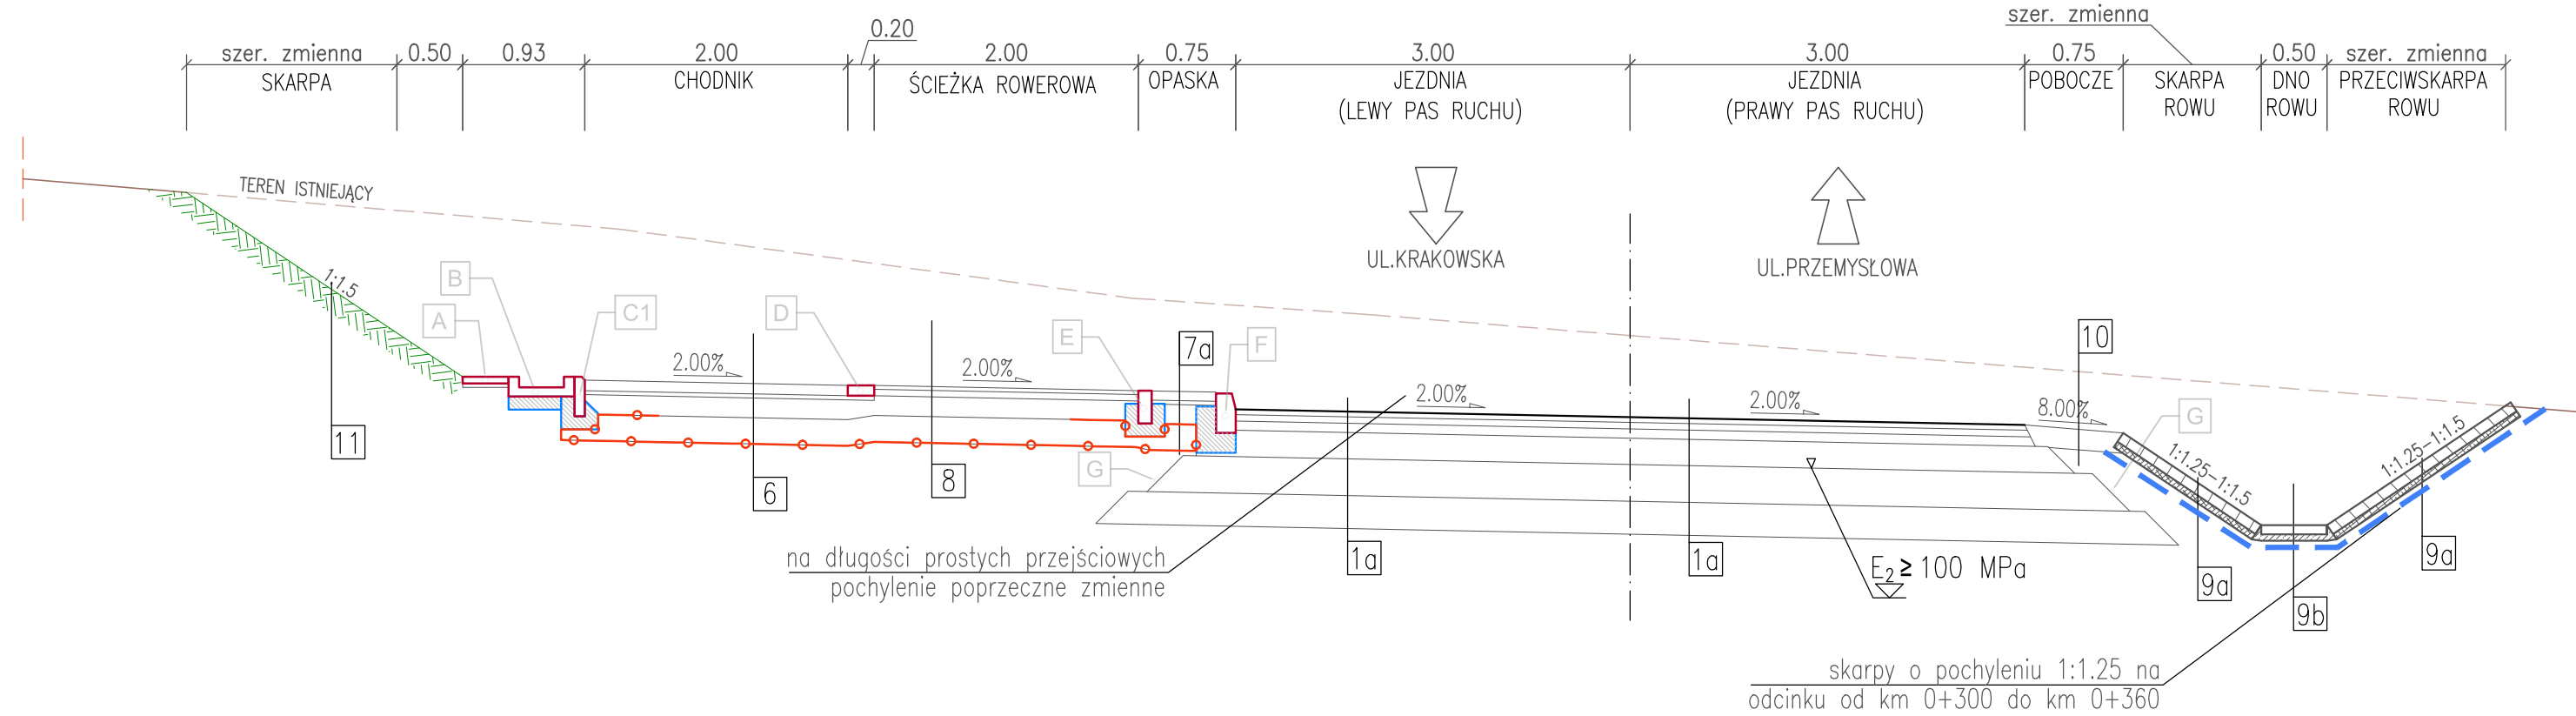 szer. zmienna
0.20
szer. zmienna 0.50 0.93 2.00 2.00 0.75 3.00 3.00 0.75 0.50 szer. zmienna
SKARPA CHODNIK ŚCIEŻKA ROWEROWA OPASKA JEZDNIA JEZDNIA POBOCZE SKARPA DNO PRZECIWSKARPA
(LEWY PAS RUCHU) (PRAWY PAS RUCHU) ROWU ROWU ROWU
TEREN ISTNIEJĄCY
UL.KRAKOWSKA UL.PRZEMYSŁOWA
1:1.5
B
A
C1
D
E
F
7a
10
2.00%
2.00%
2.00%
2.00%
8.00%
G
11
6
8
G
1:1.25-1:1.5
1:1.25-1:1.5
na długości prostych przejściowych
pochylenie poprzeczne zmienne
1a
1a
E₂≥100 MPa
9a
9b
9a
skarpy o pochyleniu 1:1.25 na
odcinku od km 0+300 do km 0+360